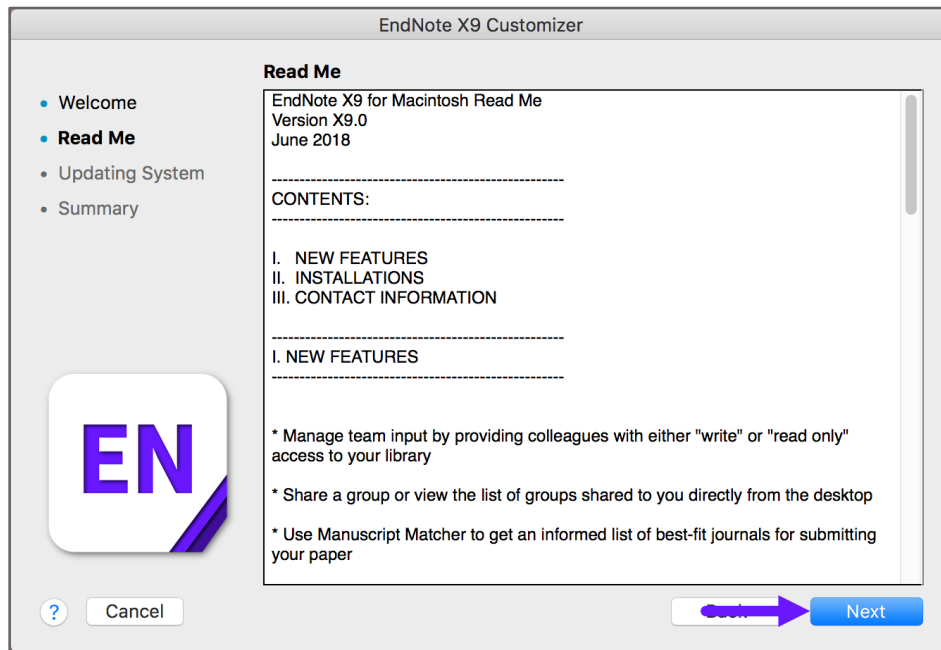 EndNote X9 Customizer
Welcome
Read Me
Updating System
Summary
EN
Read Me
EndNote X9 for Macintosh Read Me
Version X9.0
June 2018
-----------------------------------------------------
CONTENTS:
-----------------------------------------------------
I. NEW FEATURES
II. INSTALLATIONS
III. CONTACT INFORMATION
-----------------------------------------------------
I. NEW FEATURES
-----------------------------------------------------
* Manage team input by providing colleagues with either "write" or "read only"
access to your library
* Share a group or view the list of groups shared to you directly from the desktop
* Use Manuscript Matcher to get an informed list of best-fit journals for submitting
your paper
? Cancel
Back Next